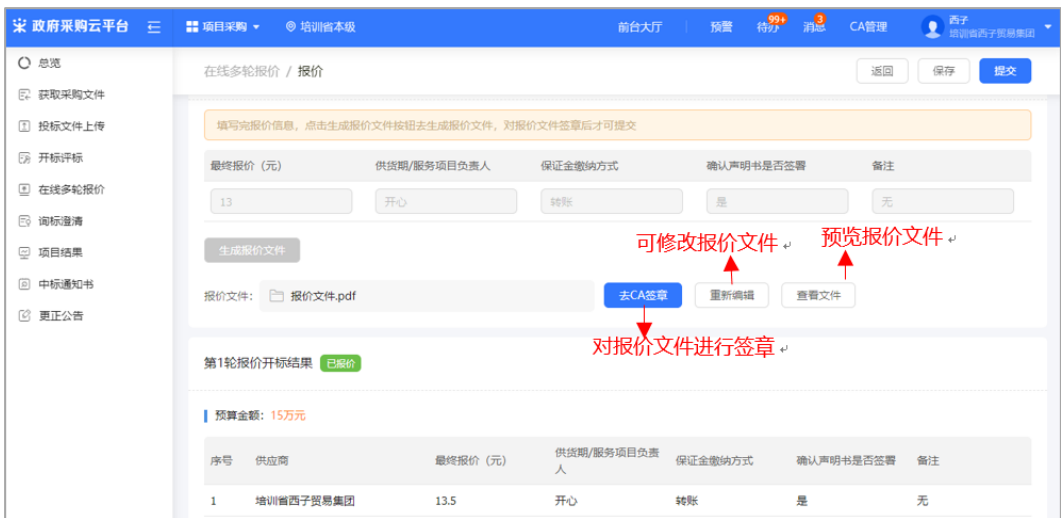 政府采购云平台 项目采购 培训省本级 前台大厅 预警 待办 99+ 消息 3 CA管理 西子
培训省西子贸易集团
总览
获取采购文件
投标文件上传
开标评标
在线多轮报价
询标澄清
项目结果
中标通知书
更正公告
在线多轮报价 / 报价 返回 保存 提交
填写完报价信息，点击生成报价文件按钮去生成报价文件，对报价文件签章后才可提交
最终报价（元） 供货期/服务项目负责人 保证金缴纳方式 确认声明书是否签署 备注
13 开心 转账 是 无
生成报价文件 可修改报价文件 预览报价文件
报价文件： 报价文件.pdf 去CA签章 重新编辑 查看文件
对报价文件进行签章
第1轮报价开标结果 已报价
预算金额：15万元
序号 供应商 最终报价（元） 供货期/服务项目负责人 保证金缴纳方式 确认声明书是否签署 备注
1 培训省西子贸易集团 13.5 开心 转账 是 无